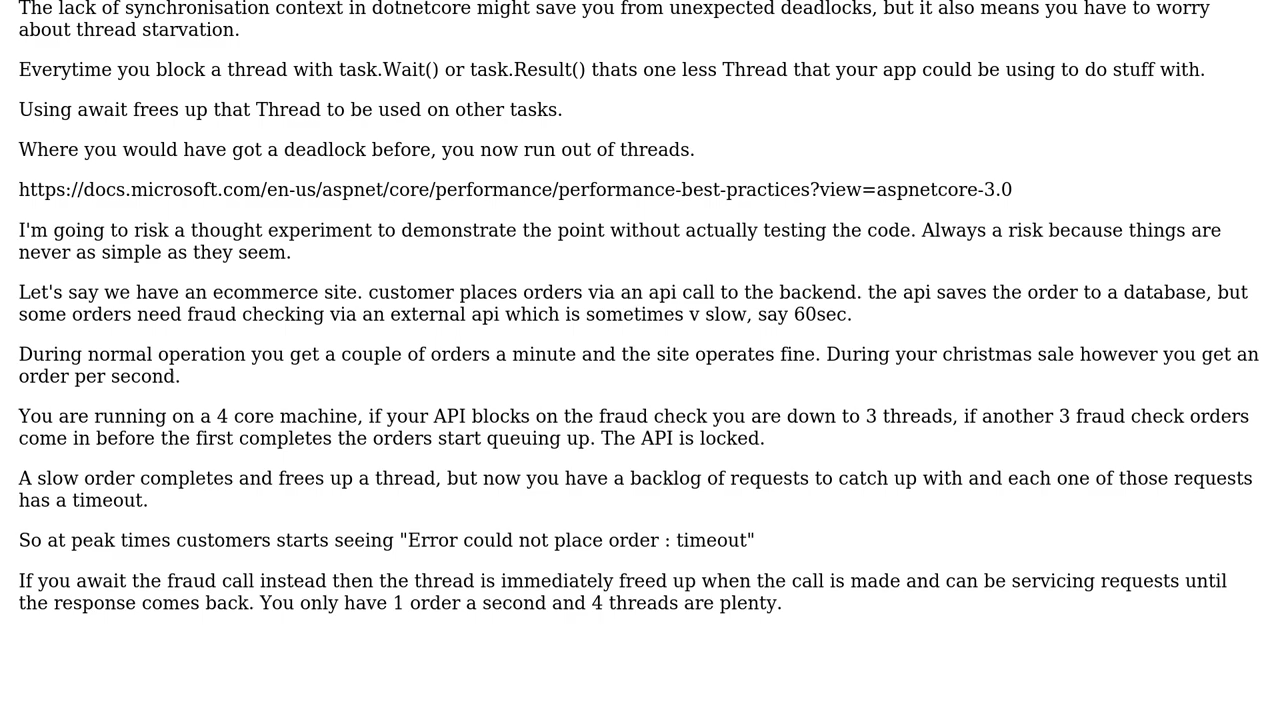 The lack of synchronisation context in dotnetcore might save you from unexpected deadlocks, but it also means you have to worry
about thread starvation.
Everytime you block a thread with task.Wait() or task.Result() thats one less Thread that your app could be using to do stuff with.
Using await frees up that Thread to be used on other tasks.
Where you would have got a deadlock before, you now run out of threads.
https://docs.microsoft.com/en-us/aspnet/core/performance/performance-best-practices?view=aspnetcore-3.0
I'm going to risk a thought experiment to demonstrate the point without actually testing the code. Always a risk because things are
never as simple as they seem.
Let's say we have an ecommerce site. customer places orders via an api call to the backend. the api saves the order to a database, but
some orders need fraud checking via an external api which is sometimes v slow, say 60sec.
During normal operation you get a couple of orders a minute and the site operates fine. During your christmas sale however you get an
order per second.
You are running on a 4 core machine, if your API blocks on the fraud check you are down to 3 threads, if another 3 fraud check orders
come in before the first completes the orders start queuing up. The API is locked.
A slow order completes and frees up a thread, but now you have a backlog of requests to catch up with and each one of those requests
has a timeout.
So at peak times customers starts seeing "Error could not place order : timeout"
If you await the fraud call instead then the thread is immediately freed up when the call is made and can be servicing requests until
the response comes back. You only have 1 order a second and 4 threads are plenty.